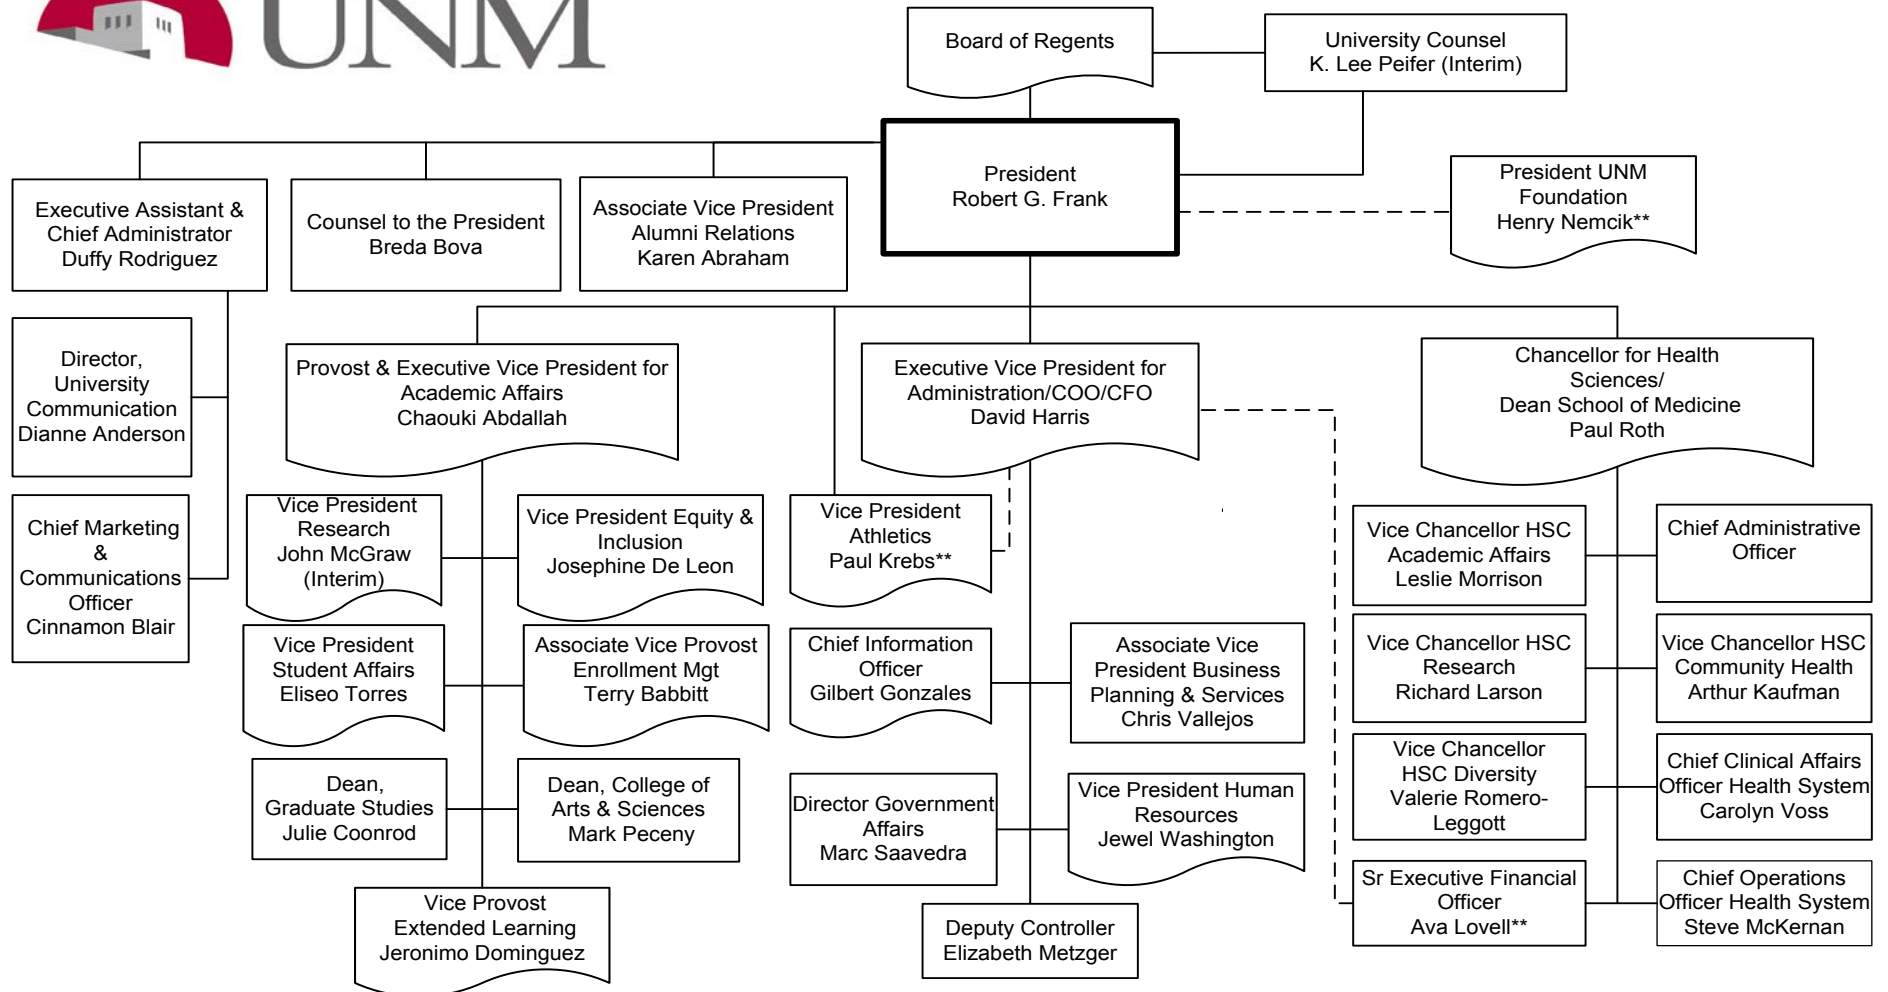 UNM
Board of Regents
University Counsel
K. Lee Peifer (Interim)
President
Robert G. Frank
President UNM
Foundation
Henry Nemcik**
Executive Assistant &
Chief Administrator
Duffy Rodriguez
Counsel to the President
Breda Bova
Associate Vice President
Alumni Relations
Karen Abraham
Director,
University
Communication
Dianne Anderson
Chief Marketing
&
Communications
Officer
Cinnamon Blair
Provost & Executive Vice President for
Academic Affairs
Chaouki Abdallah
Executive Vice President for
Administration/COO/CFO
David Harris
Chancellor for Health
Sciences/
Dean School of Medicine
Paul Roth
Vice President
Research
John McGraw
(Interim)
Vice President Equity &
Inclusion
Josephine De Leon
Vice President
Athletics
Paul Krebs**
Vice Chancellor HSC
Academic Affairs
Leslie Morrison
Chief Administrative
Officer
Vice President
Student Affairs
Eliseo Torres
Associate Vice Provost
Enrollment Mgt
Terry Babbitt
Chief Information
Officer
Gilbert Gonzales
Associate Vice
President Business
Planning & Services
Chris Vallejos
Vice Chancellor HSC
Research
Richard Larson
Vice Chancellor HSC
Community Health
Arthur Kaufman
Dean,
Graduate Studies
Julie Coonrod
Dean, College of
Arts & Sciences
Mark Peceny
Director Government
Affairs
Marc Saavedra
Vice President Human
Resources
Jewel Washington
Vice Chancellor
HSC Diversity
Valerie Romero-
Leggott
Chief Clinical Affairs
Officer Health System
Carolyn Voss
Vice Provost
Extended Learning
Jeronimo Dominguez
Deputy Controller
Elizabeth Metzger
Sr Executive Financial
Officer
Ava Lovell**
Chief Operations
Officer Health System
Steve McKernan